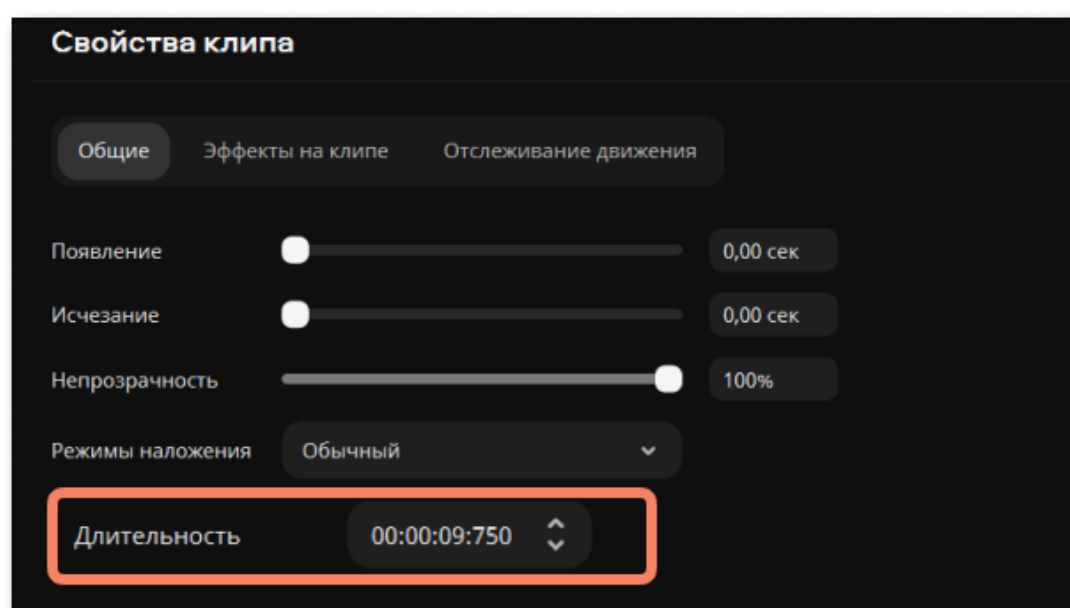 Свойства клипа
Общие Эффекты на клипе Отслеживание движения
Появление 0,00 сек
Исчезание 0,00 сек
Непрозрачность 100%
Режимы наложения Обычный
Длительность 00:00:09:750